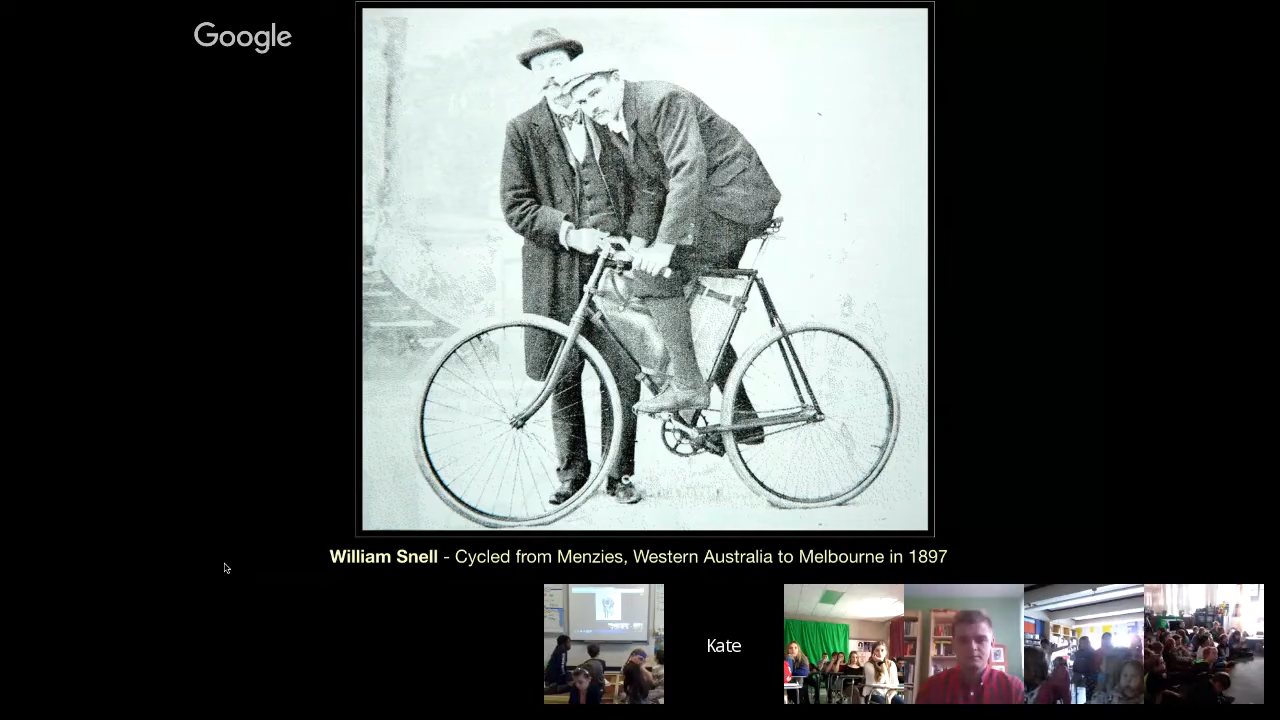 Google
William Snell - Cycled from Menzies, Western Australia to Melbourne in 1897
Kate